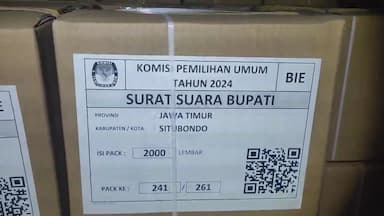 KOMISI PEMILIHAN UMUM
TAHUN 2024
BIE
SURAT SUARA BUPATI
PROVINSI JAWA TIMUR
KABUPATEN / KOTA : SITUBONDO
ISI PACK : 2000 LEMBAR
PACK KE : 241 / 261